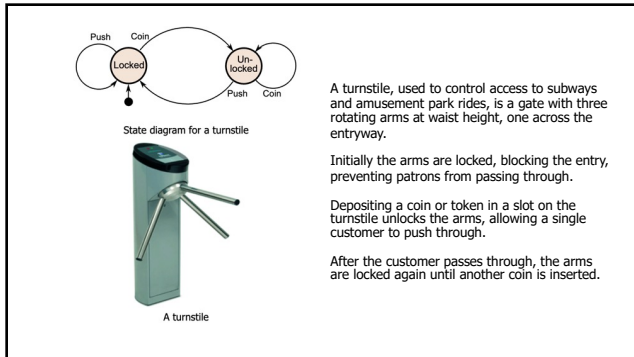 Push
Coin
Locked
Un-
locked
Push
Coin
State diagram for a turnstile
A turnstile
A turnstile, used to control access to subways
and amusement park rides, is a gate with three
rotating arms at waist height, one across the
entryway.
Initially the arms are locked, blocking the entry,
preventing patrons from passing through.
Depositing a coin or token in a slot on the
turnstile unlocks the arms, allowing a single
customer to push through.
After the customer passes through, the arms
are locked again until another coin is inserted.